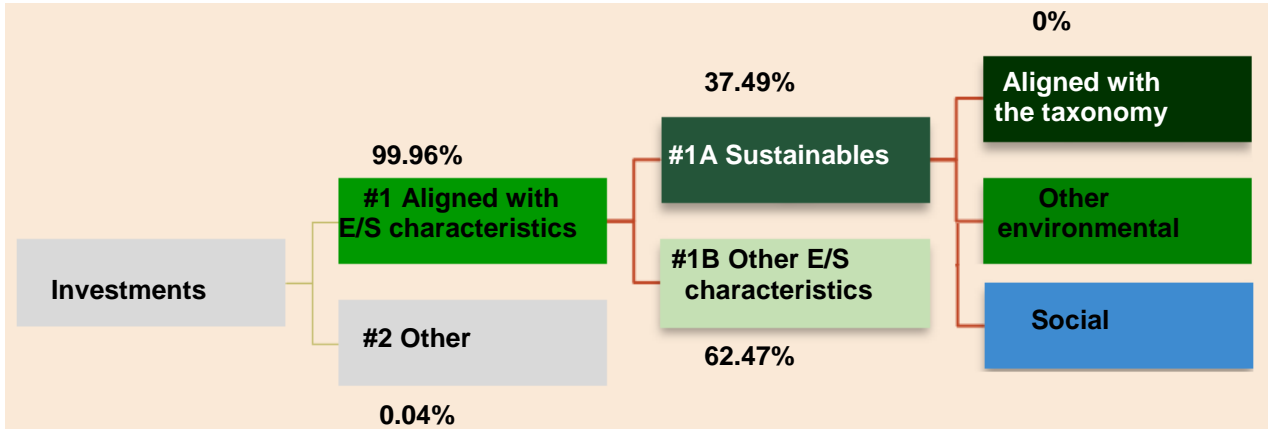 0%
37.49%
Aligned with
the taxonomy
99.96%
#1A Sustainables
#1 Aligned with
E/S characteristics
Other
environmental
#1B Other E/S
characteristics
Investments
#2 Other
Social
62.47%
0.04%